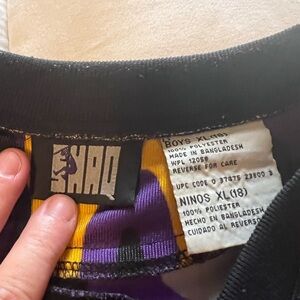 SHAQ
BOYS XL(18)
100% POLYESTER
MADE IN BANGLADESH
WPL 12059
REVERSE FOR CARE
UPC CODE 0 37875 23800 3
NINOS XL(18)
100% POLYESTER
HECHO EN BANGLADESH
CUIDADO AL REVERSO